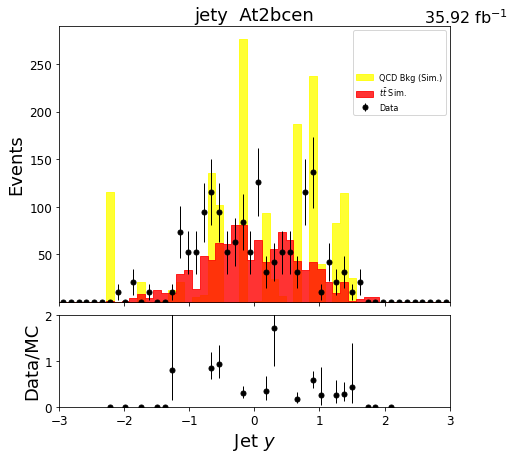 jety  At2bcen
35.92 fb⁻¹
QCD Bkg (Sim.)
tt̄ Sim.
Data
Events
250
200
150
100
50
Data/MC
2
1
0
−3
−2
−1
0
1
2
3
Jet y